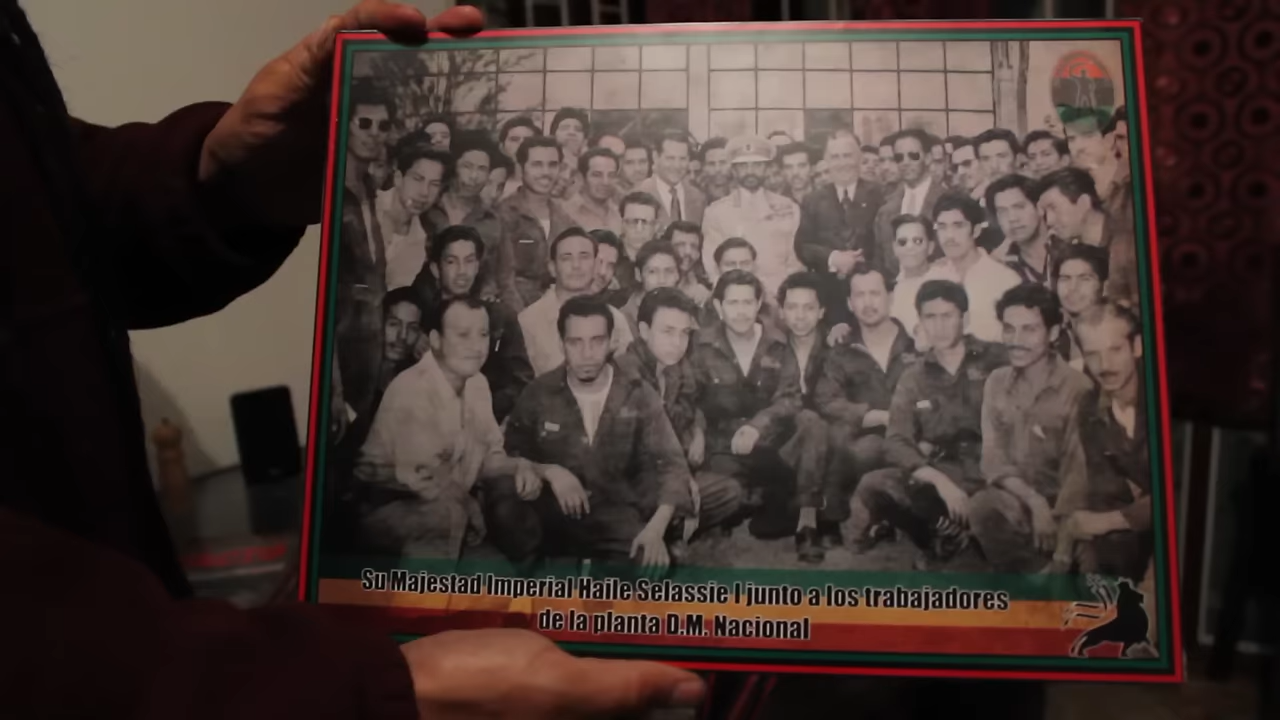 Su Majestad Imperial Haile Selassie I junto a los trabajadores
de la planta D.M. Nacional